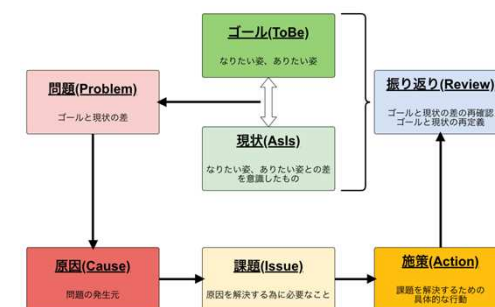 ゴール(ToBe)
なりたい姿、ありたい姿
問題(Problem)
ゴールと現状の差
現状(AsIs)
なりたい姿、ありたい姿との差
を意識したもの
振り返り(Review)
ゴールと現状の差の再確認
ゴールと現状の再定義
原因(Cause)
問題の発生元
課題(Issue)
原因を解決する為に必要なこと
施策(Action)
課題を解決するための
具体的な行動